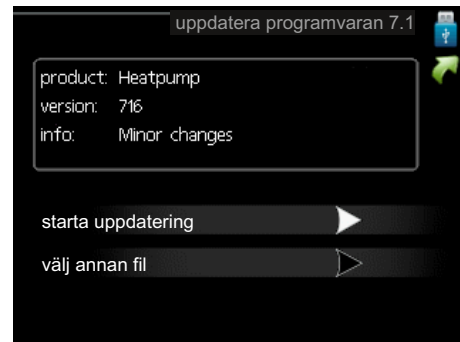 uppdatera programvaran 7.1
product: Heatpump
version: 716
info: Minor changes
starta uppdatering
välj annan fil